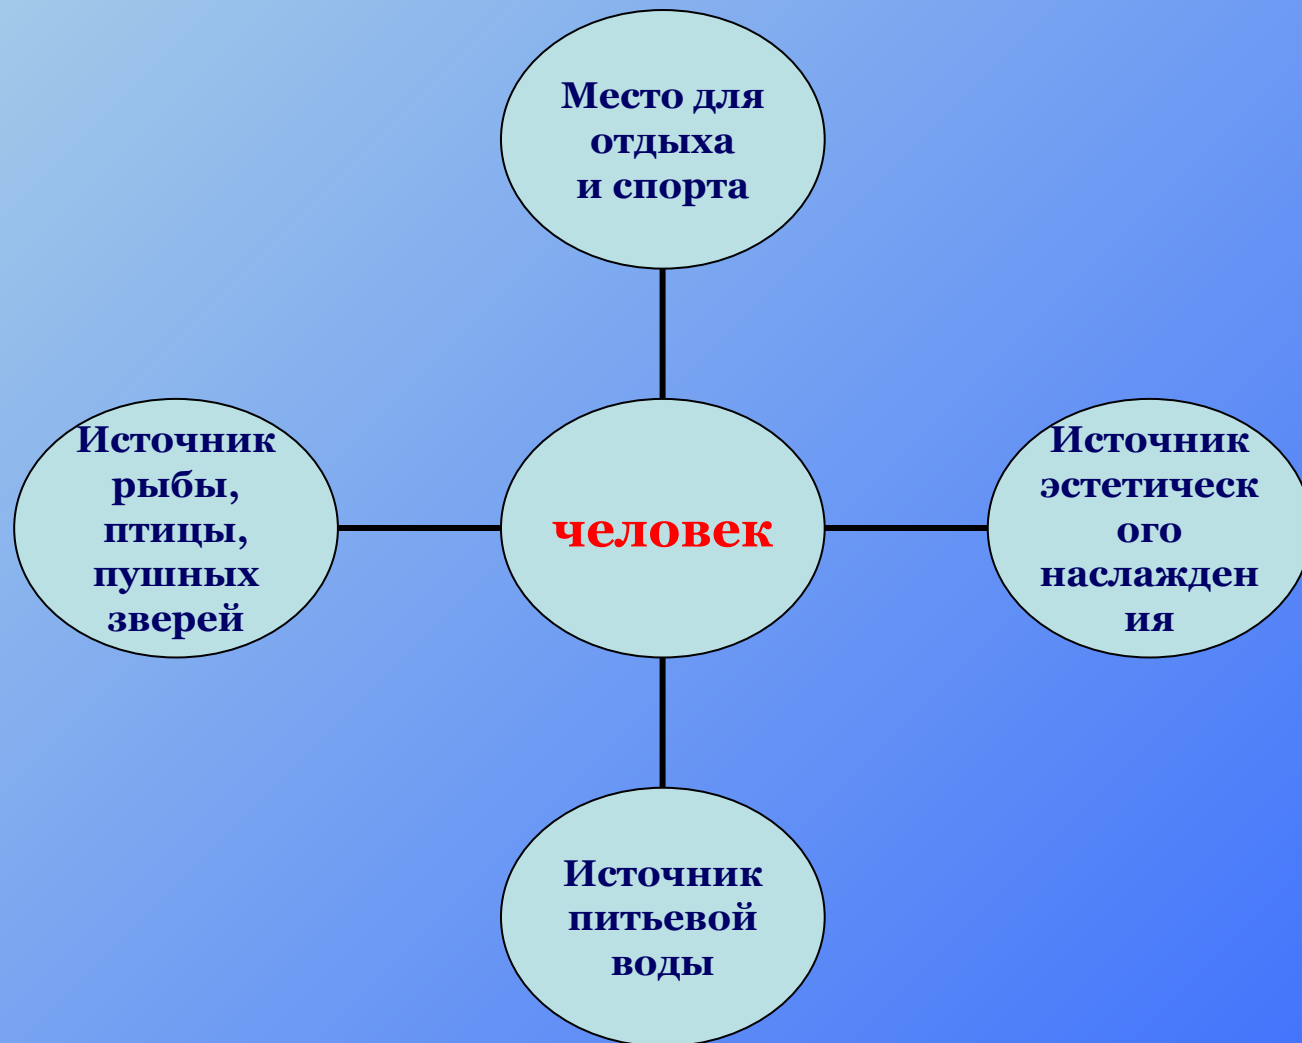 Место для
отдыха
и спорта
Источник
рыбы,
птицы,
пушных
зверей
человек
Источник
эстетическ
ого
наслажден
ия
Источник
питьевой
воды